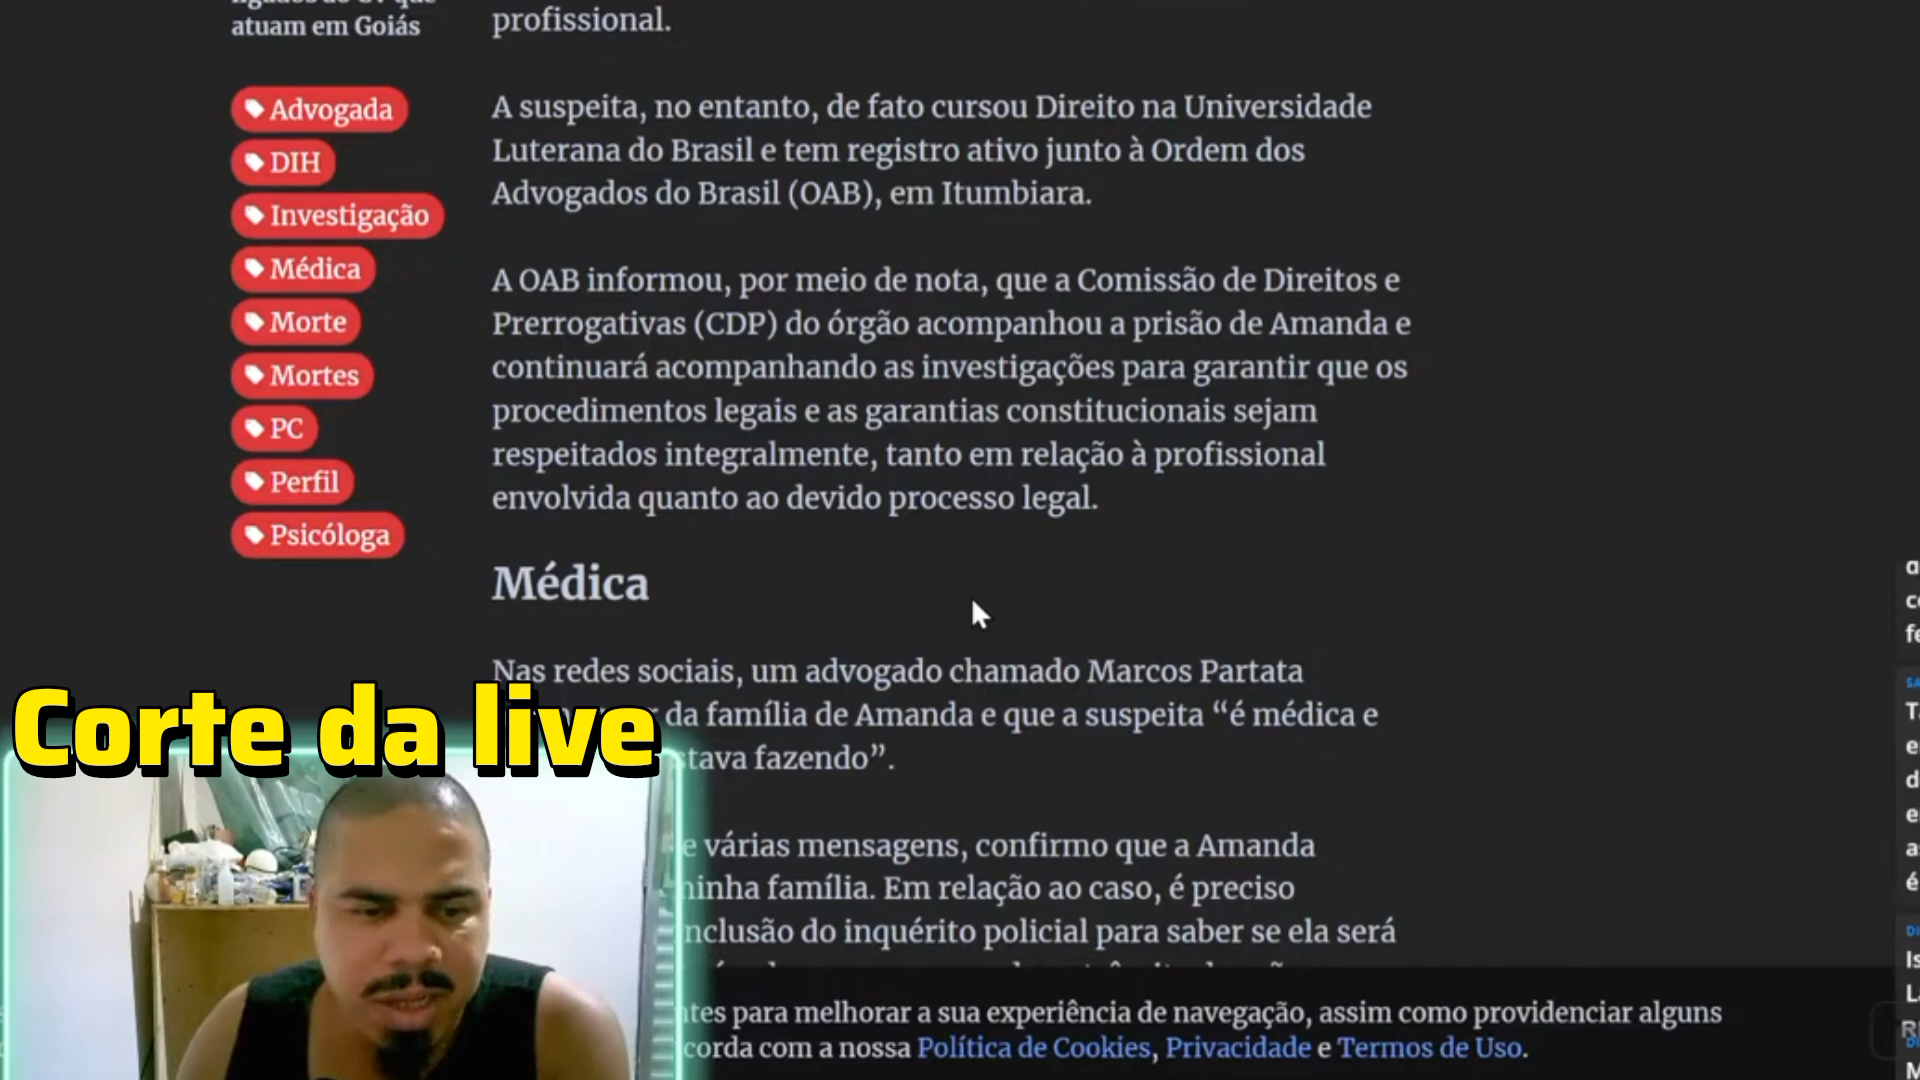 atuam em Goiás
Advogada
DIH
Investigação
Médica
Morte
Mortes
PC
Perfil
Psicóloga
profissional.
A suspeita, no entanto, de fato cursou Direito na Universidade
Luterana do Brasil e tem registro ativo junto à Ordem dos
Advogados do Brasil (OAB), em Itumbiara.
A OAB informou, por meio de nota, que a Comissão de Direitos e
Prerrogativas (CDP) do órgão acompanhou a prisão de Amanda e
continuará acompanhando as investigações para garantir que os
procedimentos legais e as garantias constitucionais sejam
respeitados integralmente, tanto em relação à profissional
envolvida quanto ao devido processo legal.
Médica
Nas redes sociais, um advogado chamado Marcos Partata
da família de Amanda e que a suspeita “é médica e
stava fazendo”.
e várias mensagens, confirmo que a Amanda
minha família. Em relação ao caso, é preciso
nclusão do inquérito policial para saber se ela será
Corte da live
tes para melhorar a sua experiência de navegação, assim como providenciar alguns
corda com a nossa Política de Cookies, Privacidade e Termos de Uso.